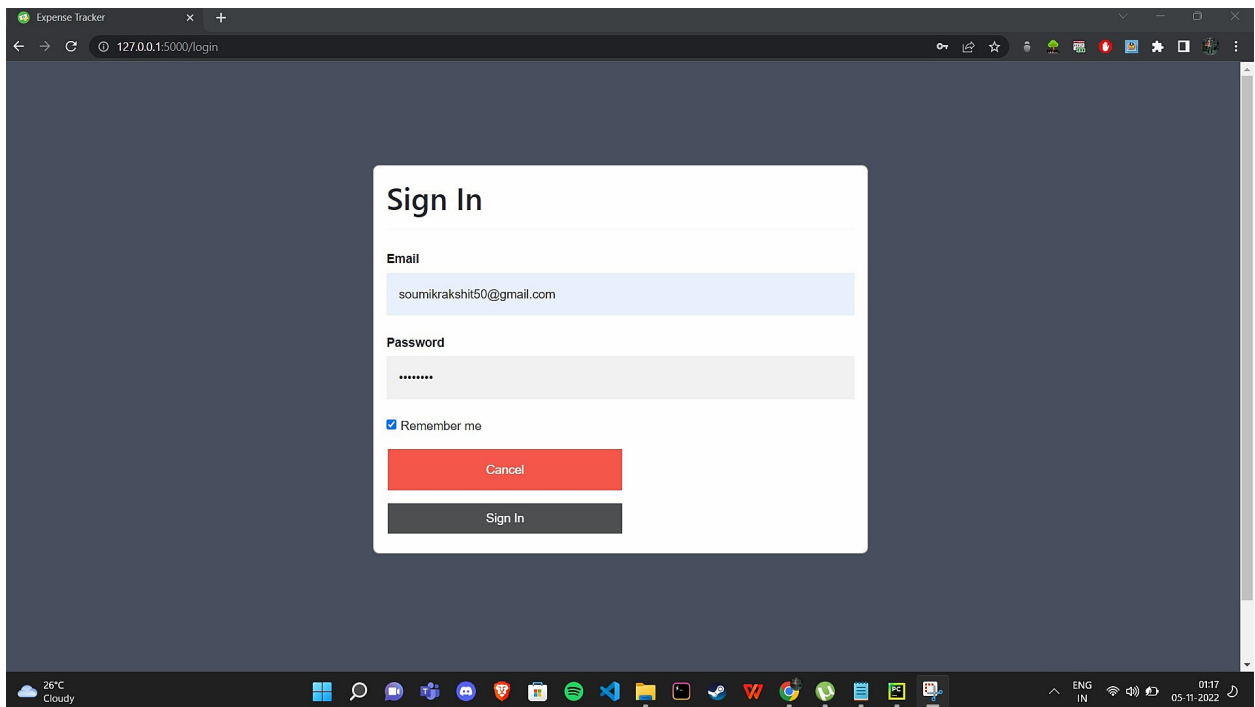 Expense Tracker
127.0.0.1:5000/login
Sign In
Email
soumikrakshit50@gmail.com
Password
••••••••
Remember me
Cancel
Sign In
26°C
Cloudy
ENG
IN
01:17
05-11-2022